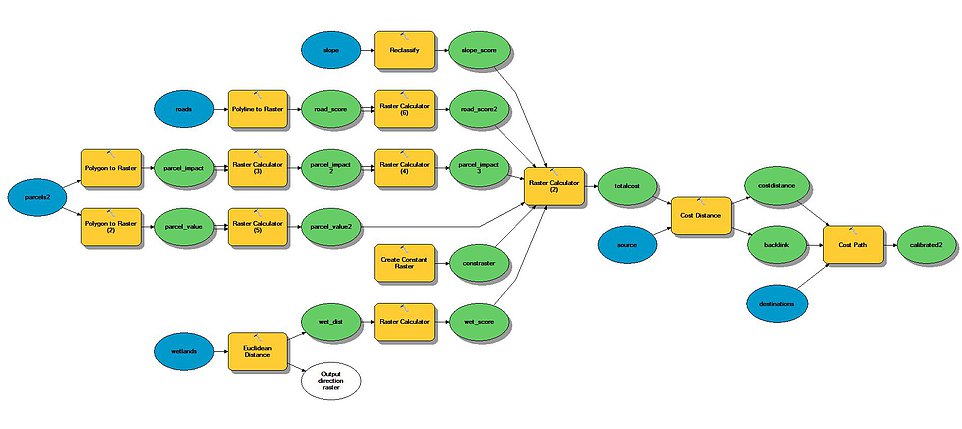 slope
Reclassify
slope_score
roads
Polyline to Raster
road_score
Raster Calculator
(6)
road_score2
parcels2
Polygon to Raster
parcel_impact
Raster Calculator
(3)
parcel_impact
2
Raster Calculator
(4)
parcel_impact
3
Polygon to Raster
(2)
parcel_value
Raster Calculator
(5)
parcel_value2
Create Constant
Raster
constraster
wetlands
Euclidean
Distance
wet_dist
Output
direction
raster
Raster Calculator
wet_score
Raster Calculator
(2)
totalcost
source
Cost Distance
costdistance
backlink
destinations
Cost Path
calibrated2